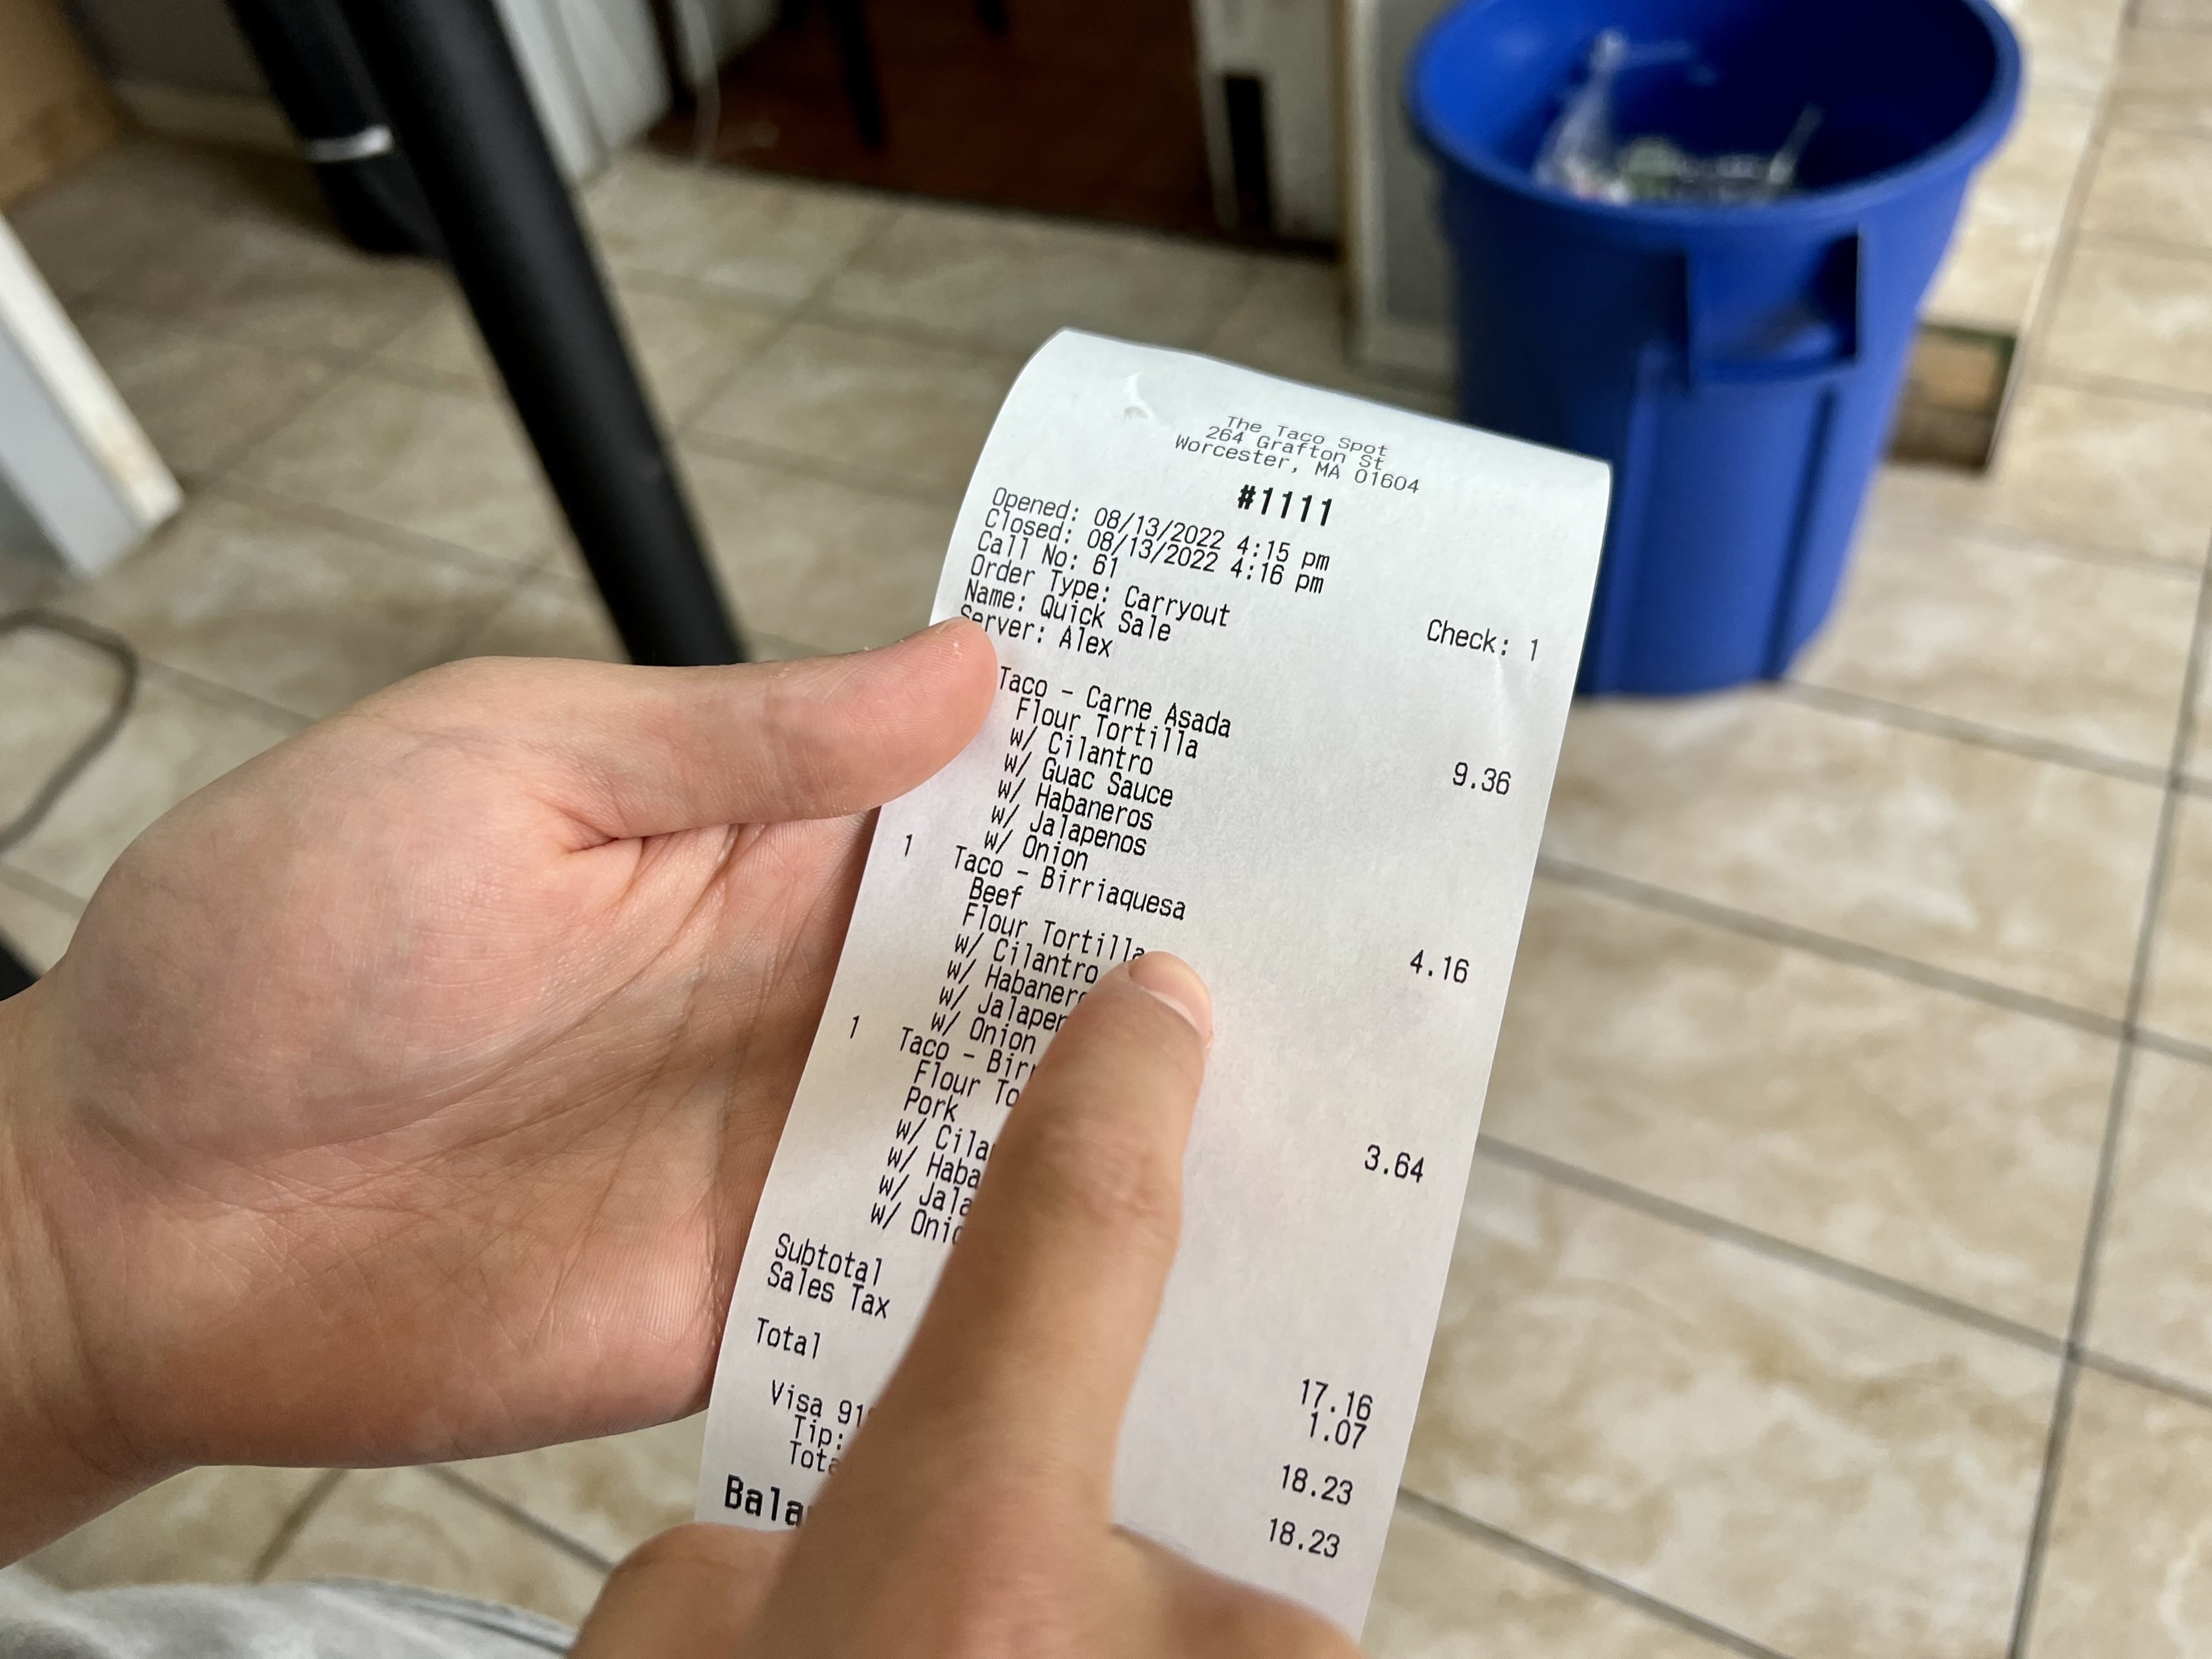 The Taco Spot
264 Grafton St
Worcester, MA 01604
#1111
Opened: 08/13/2022 4:15 pm
Closed: 08/13/2022 4:16 pm
Call No: 61
Order Type: Carryout
Name: Quick Sale
Server: Alex Check: 1
Taco - Carne Asada 9.36
Flour Tortilla
w/ Cilantro
w/ Guac Sauce
w/ Habaneros
w/ Jalapenos
w/ Onion
1 Taco - Birriaquesa 4.16
Beef
Flour Tortilla
w/ Cilantro
w/
w/
w/ Onion
1 Taco - 3.64
Flour
Pork
w/
w/
w/
w/
Subtotal 17.16
Sales Tax 1.07
Total 18.23
Visa 18.23
Tip: